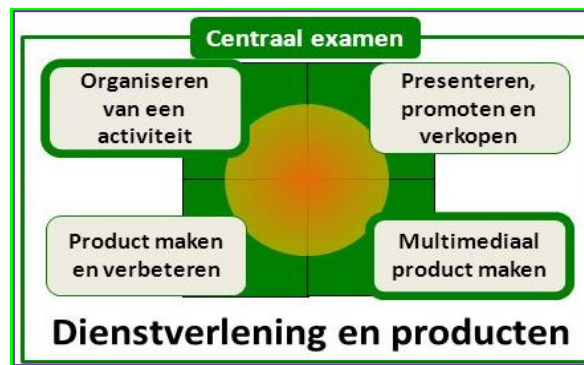 Centraal examen
Organiseren
van een
activiteit
Presenteren,
promoten en
verkopen
Product maken
en verbeteren
Multimediaal
product maken
Dienstverlening en producten